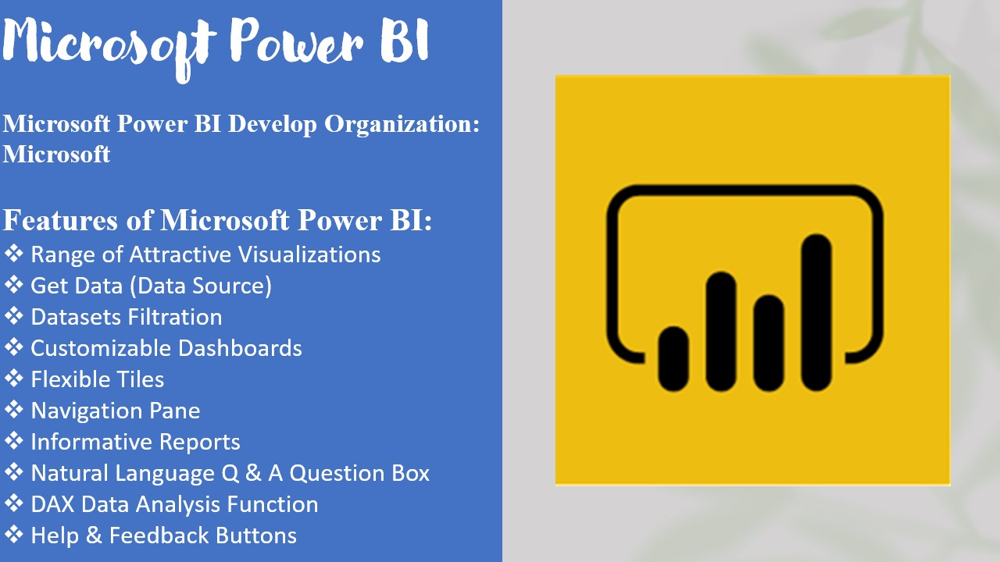 Microsoft Power BI
Microsoft Power BI Develop Organization:
Microsoft
Features of Microsoft Power BI:
❖ Range of Attractive Visualizations
❖ Get Data (Data Source)
❖ Datasets Filtration
❖ Customizable Dashboards
❖ Flexible Tiles
❖ Navigation Pane
❖ Informative Reports
❖ Natural Language Q & A Question Box
❖ DAX Data Analysis Function
❖ Help & Feedback Buttons